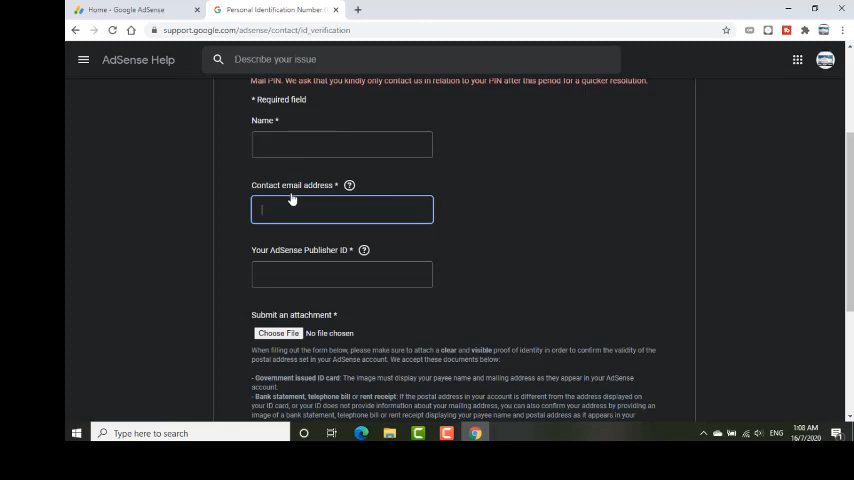 Home - Google AdSense
Personal Identification Number (
support.google.com/adsense/contact/id_verification
AdSense Help
Describe your issue
Mail PIN. We ask that you kindly only contact us in relation to your PIN after this period for a quicker resolution.
* Required field
Name *
Contact email address *
Your AdSense Publisher ID *
Submit an attachment *
Choose File No file chosen
When filling out the form below, please make sure to attach a clear and visible proof of identity in order to confirm the validity of the
postal address set in your AdSense account. We accept these documents below:
- Government issued ID card: The image must display your payee name and mailing address as they appear in your AdSense
account.
- Bank statement, telephone bill or rent receipt: If the postal address in your account is different from the address displayed on
your ID card, or your ID does not provide information about your mailing address, you can also confirm your address by providing an
image of a bank statement, telephone bill or rent receipt displaying your payee name and postal address as it appears in your
Type here to search
ENG
1:08 AM
16/7/2020